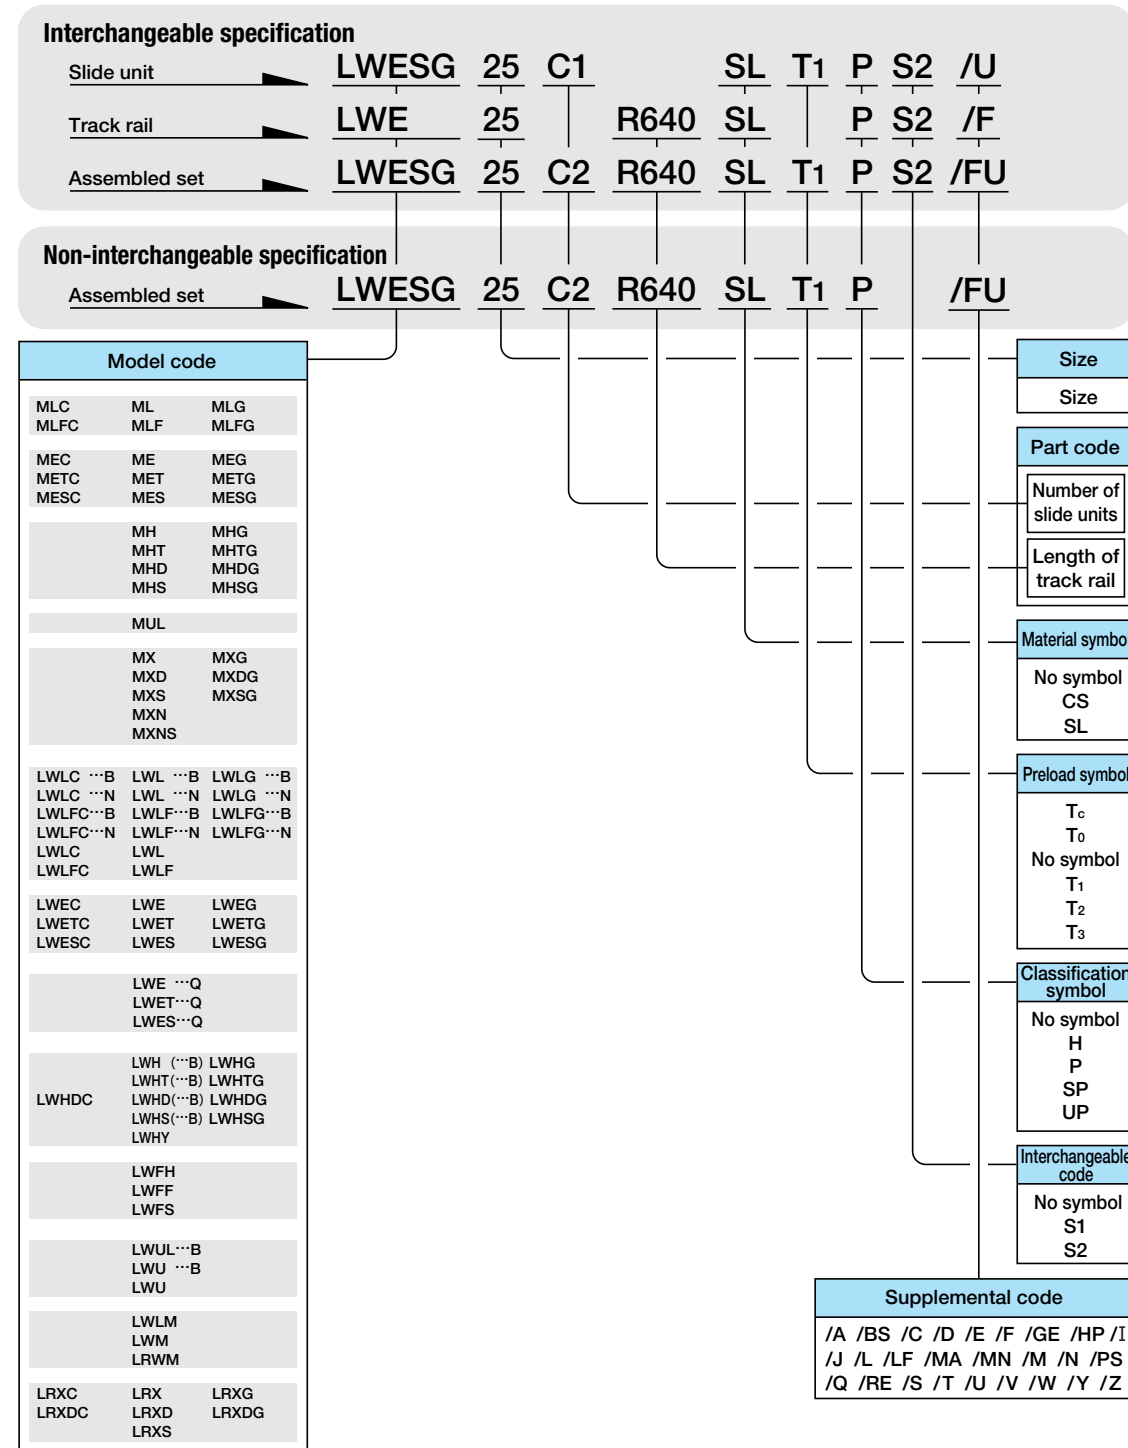 Interchangeable specification
Slide unit LWESG 25 C1 SL T1 P S2 /U
Track rail LWE 25 R640 SL P S2 /F
Assembled set LWESG 25 C2 R640 SL T1 P S2 /FU
Non-interchangeable specification
Assembled set LWESG 25 C2 R640 SL T1 P /FU
Model code
MLC ML MLG
MLFC MLF MLFG
MEC ME MEG
METC MET METG
MESC MES MESG
MH MHG
MHT MHTG
MHD MHDG
MHS MHSG
MUL
MX MXG
MXD MXDG
MXS MXSG
MXN
MXNS
LWLC ···B LWL ···B LWLG ···B
LWLC ···N LWL ···N LWLG ···N
LWLFC···B LWLF···B LWLFG···B
LWLFC···N LWLF···N LWLFG···N
LWLC LWL
LWLFC LWLF
LWEC LWE LWEG
LWETC LWET LWETG
LWESC LWES LWESG
LWE ···Q
LWET···Q
LWES···Q
LWH (···B) LWHG
LWHT(···B) LWHTG
LWHDC LWHD(···B) LWHDG
LWHS(···B) LWHSG
LWHY
LWFH
LWFF
LWFS
LWUL···B
LWU ···B
LWU
LWLM
LWM
LRWM
LRXC LRX LRXG
LRXDC LRXD LRXDG
LRXS
Size
Size
Part code
Number of
slide units
Length of
track rail
Material symbol
No symbol
CS
SL
Preload symbol
Tc
T0
No symbol
T1
T2
T3
Classification
symbol
No symbol
H
P
SP
UP
Interchangeable
code
No symbol
S1
S2
Supplemental code
/A /BS /C /D /E /F /GE /HP /I
/J /L /LF /MA /MN /M /N /PS
/Q /RE /S /T /U /V /W /Y /Z